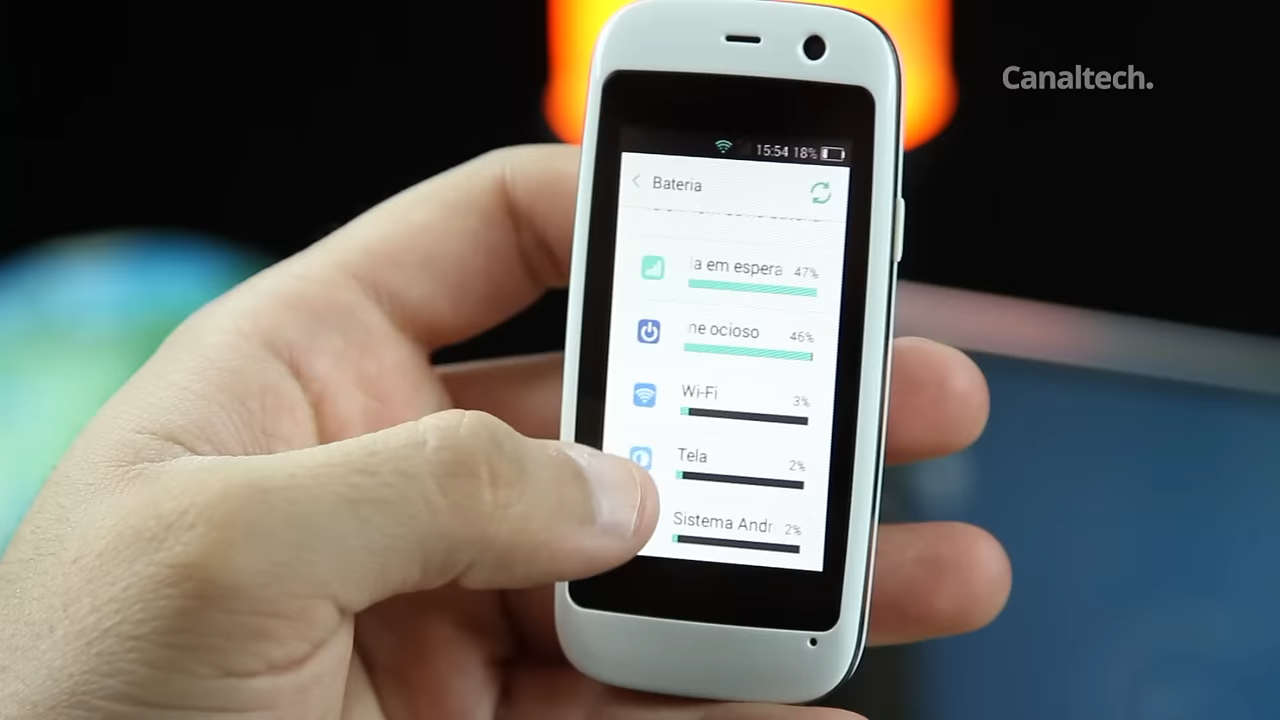 Canaltech.
15:54 18%
Bateria
la em espera 47%
ne ocioso 46%
Wi-Fi 3%
Tela 2%
Sistema Andr 2%